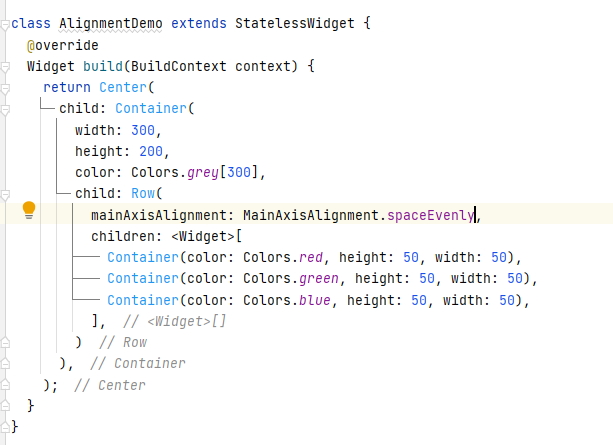 class AlignmentDemo extends StatelessWidget {
  @override
  Widget build(BuildContext context) {
    return Center(
      child: Container(
        width: 300,
        height: 200,
        color: Colors.grey[300],
        child: Row(
          mainAxisAlignment: MainAxisAlignment.spaceEvenly,
          children: <Widget>[
            Container(color: Colors.red, height: 50, width: 50),
            Container(color: Colors.green, height: 50, width: 50),
            Container(color: Colors.blue, height: 50, width: 50),
          ],  // <Widget>[]
        )  // Row
      ),  // Container
    );  // Center
  }
}